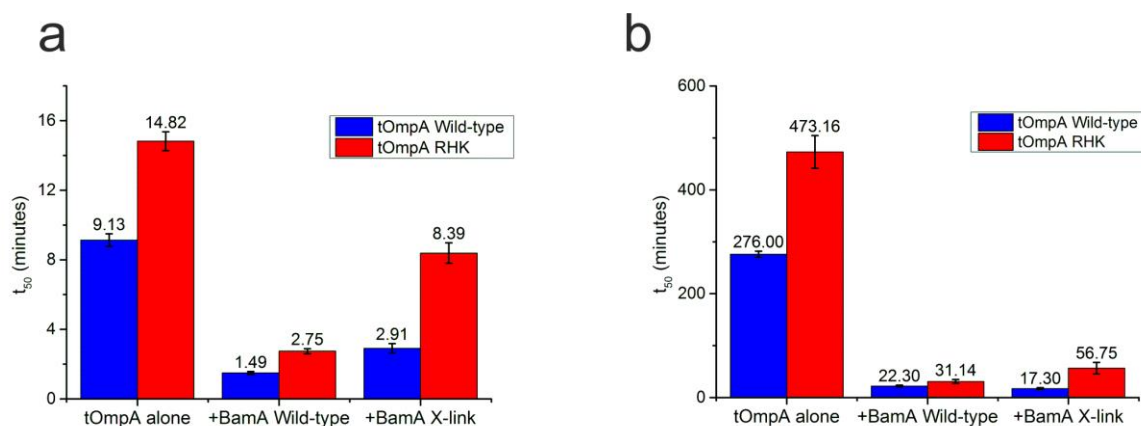 a
t50 (minutes)
16
12
8
4
0
14.82
9.13
1.49
2.75
2.91
8.39
tOmpA Wild-type
tOmpA RHK
tOmpA alone
+BamA Wild-type
+BamA X-link
b
t50 (minutes)
600
400
200
0
473.16
276.00
22.30
31.14
17.30
56.75
tOmpA Wild-type
tOmpA RHK
tOmpA alone
+BamA Wild-type
+BamA X-link